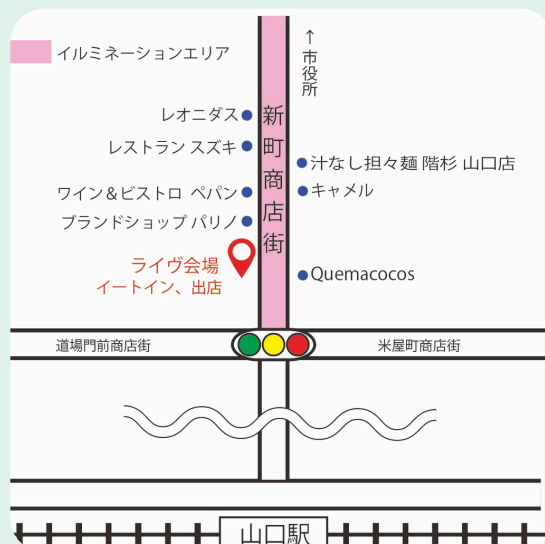 イルミネーションエリア
↑市役所
新町商店街
レオニダス
レストラン スズキ
汁なし担々麺 階杉 山口店
ワイン＆ビストロ ペパン
キャメル
ブランドショップ パリノ
ライヴ会場
イートイン、出店
Quemacocos
道場門前商店街
米屋町商店街
山口駅